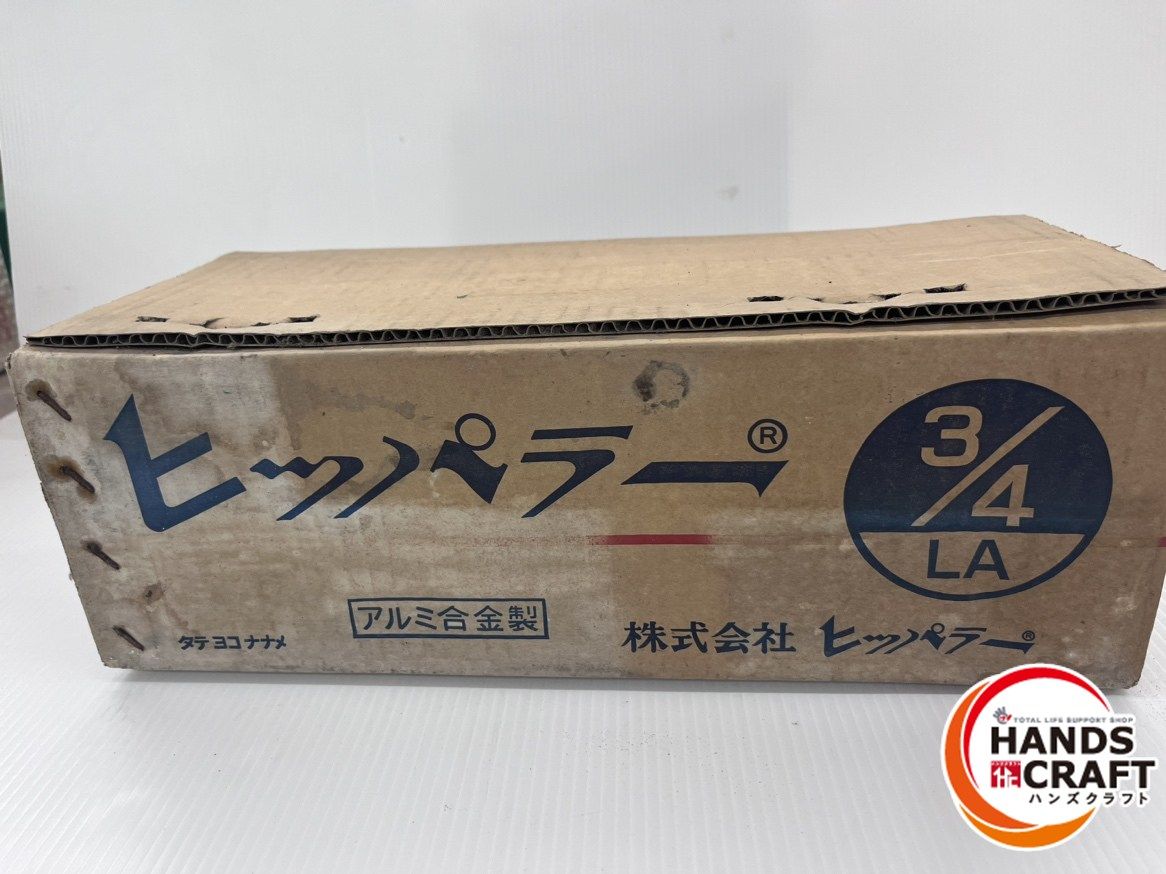 ヒッパラー®
3/4
LA
アルミ合金製
タテヨコナナメ
株式会社 ヒッパラー®
TOTAL LIFE SUPPORT SHOP
HANDS
CRAFT
ハンズクラフト